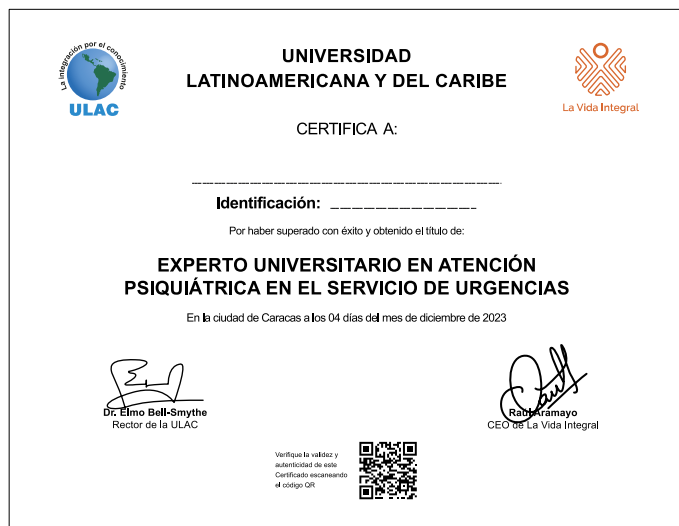 La integración por el conocimiento
ULAC
UNIVERSIDAD
LATINOAMERICANA Y DEL CARIBE
La Vida Integral
CERTIFICA A:
Identificación:
Por haber superado con éxito y obtenido el título de:
EXPERTO UNIVERSITARIO EN ATENCIÓN
PSIQUIÁTRICA EN EL SERVICIO DE URGENCIAS
En la ciudad de Caracas a los 04 días del mes de diciembre de 2023
Dr. Elmo Bell-Smythe
Rector de la ULAC
Raúl Aramayo
CEO de La Vida Integral
Verifique la validez y
autenticidad de este
Certificado escaneando
el código QR